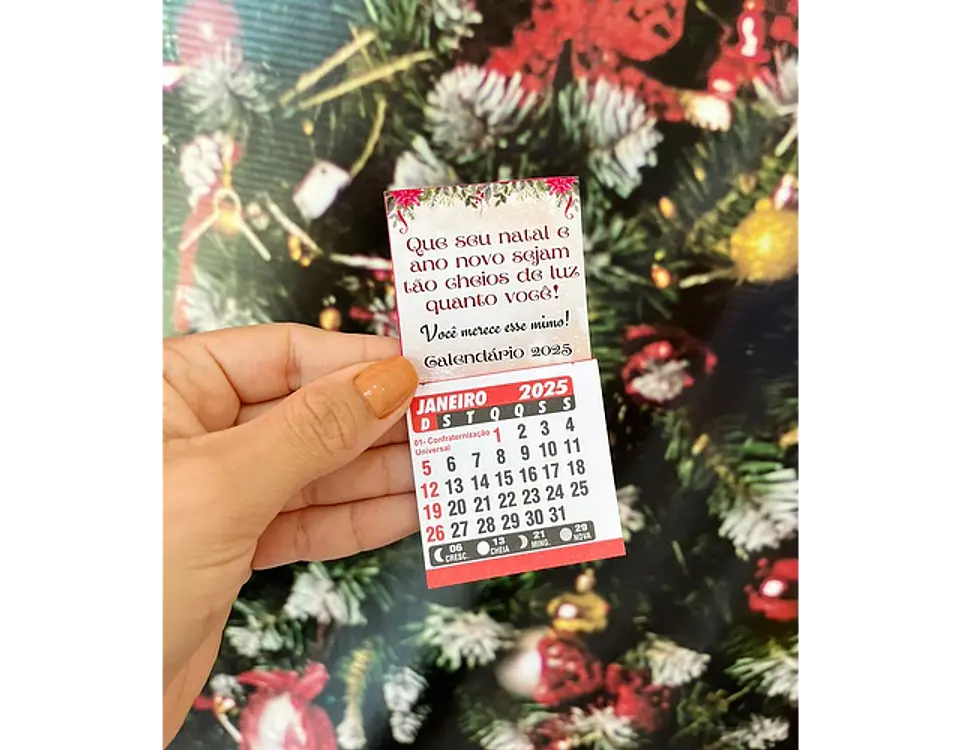 Que seu natal e
ano novo sejam
tão cheios de luz
quanto você!
Você merece esse mimo!
Calendário 2025
JANEIRO 2025
D S T Q Q S S
01- Confraternização Universal 1 2 3 4
5 6 7 8 9 10 11
12 13 14 15 16 17 18
19 20 21 22 23 24 25
26 27 28 29 30 31
06 CRESC. 13 CHEIA 21 MING. 29 NOVA